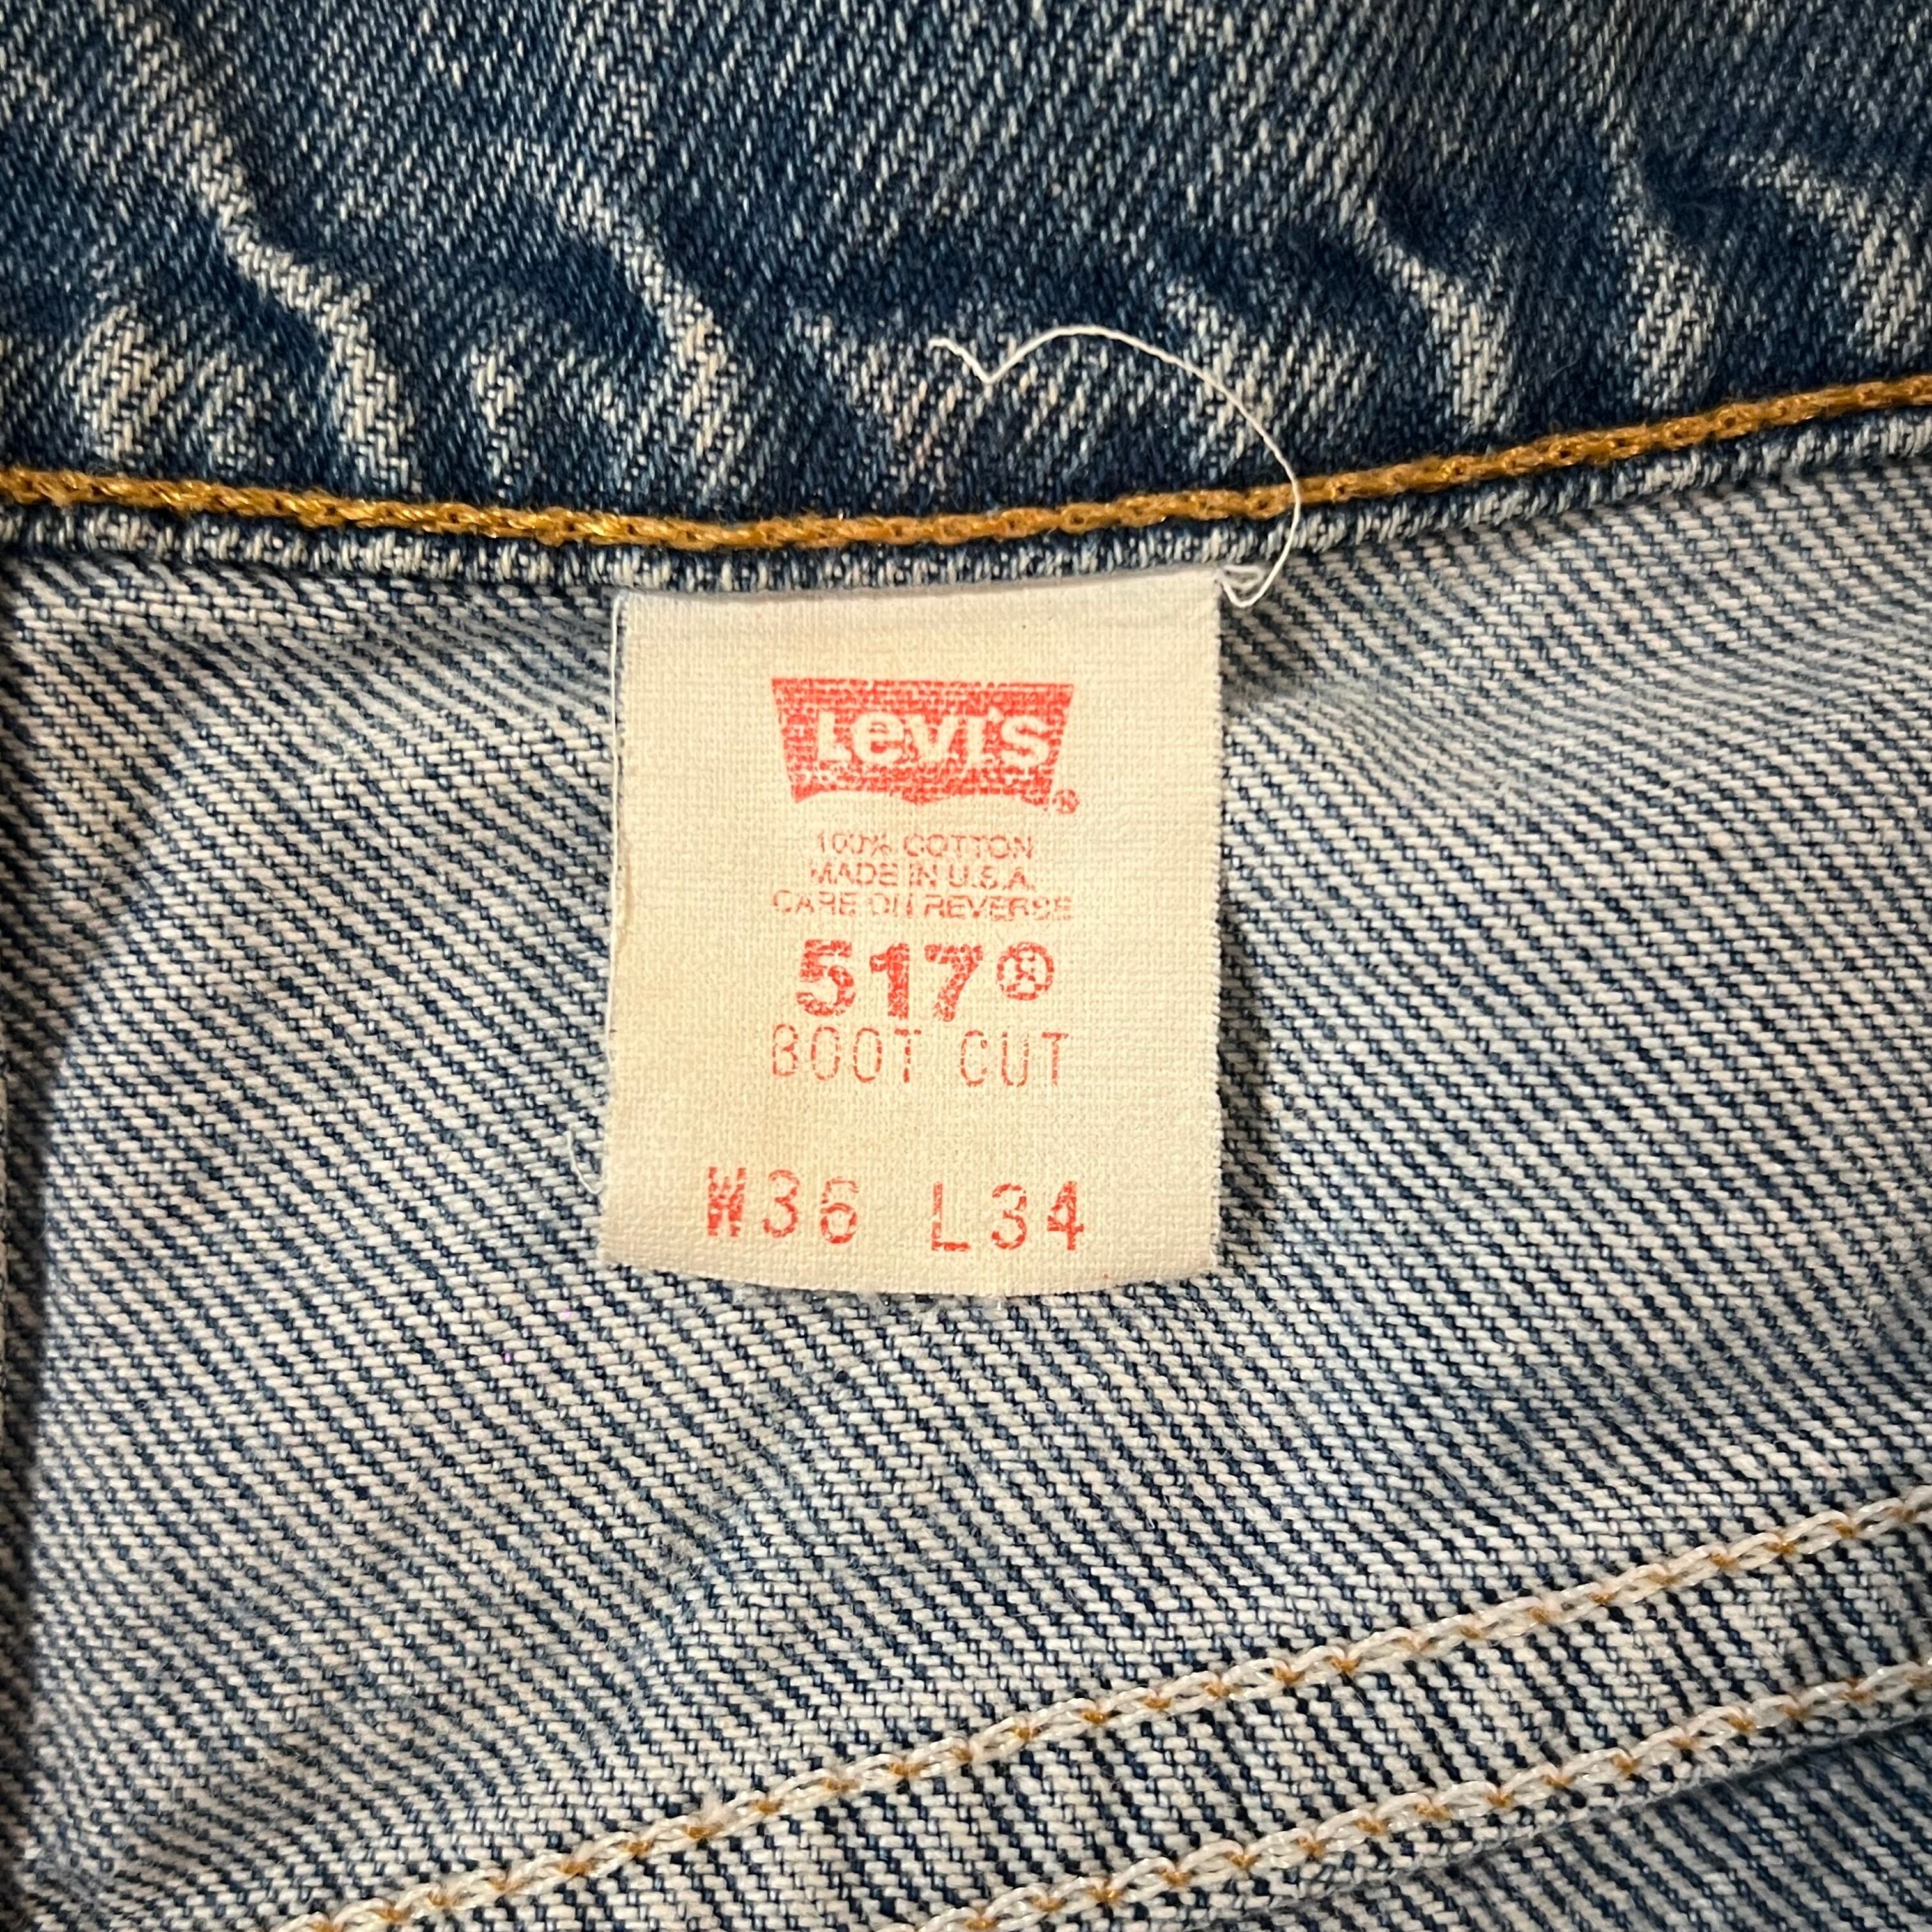 Levi's®
100% COTTON
MADE IN U.S.A.
CARE ON REVERSE
517®
BOOT CUT
W36 L34